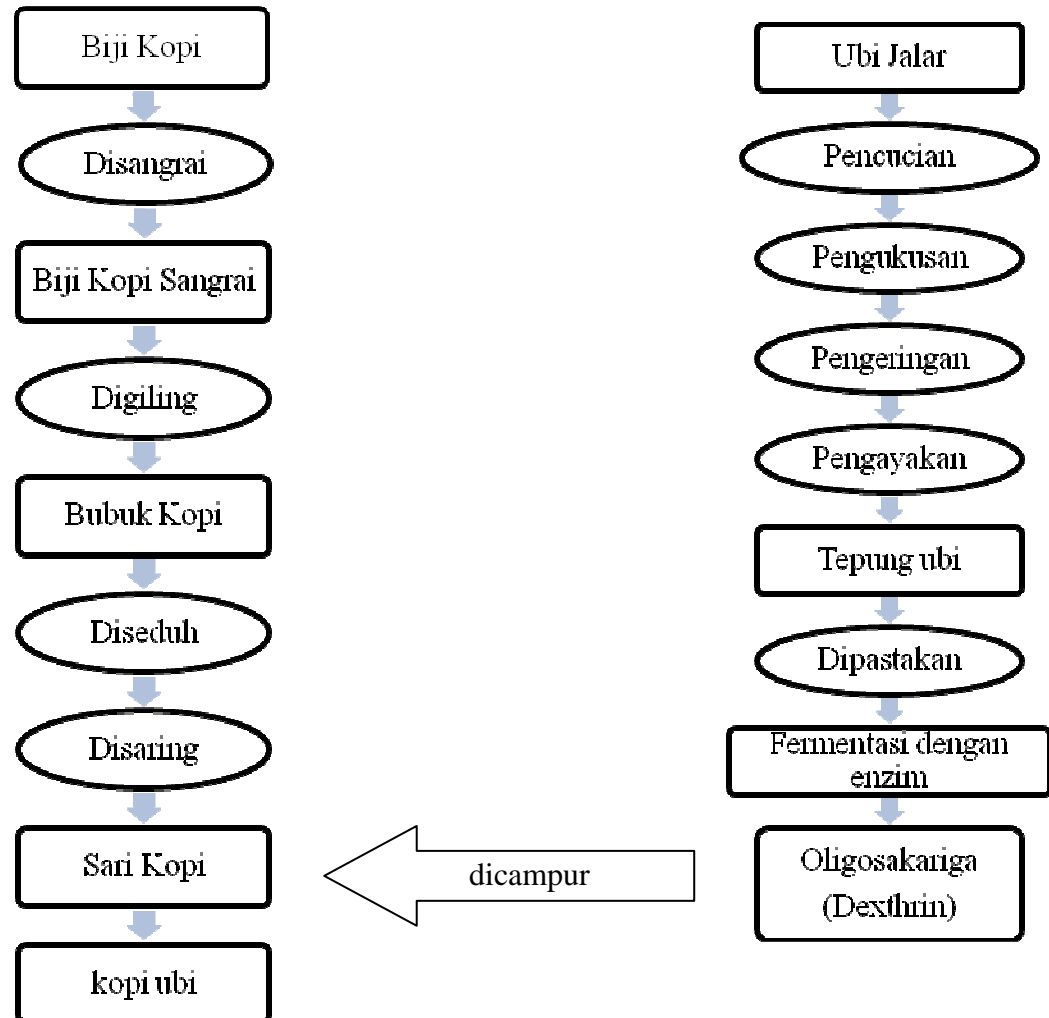 Biji Kopi
Disangrai
Biji Kopi Sangrai
Digiling
Bubuk Kopi
Diseduh
Disaring
Sari Kopi
kopi ubi
Ubi Jalar
Pencucian
Pengukusan
Pengeringan
Pengayakan
Tepung ubi
Dipastakan
Fermentasi dengan
enzim
Oligosakariga
(Dexthrin)
dicampur